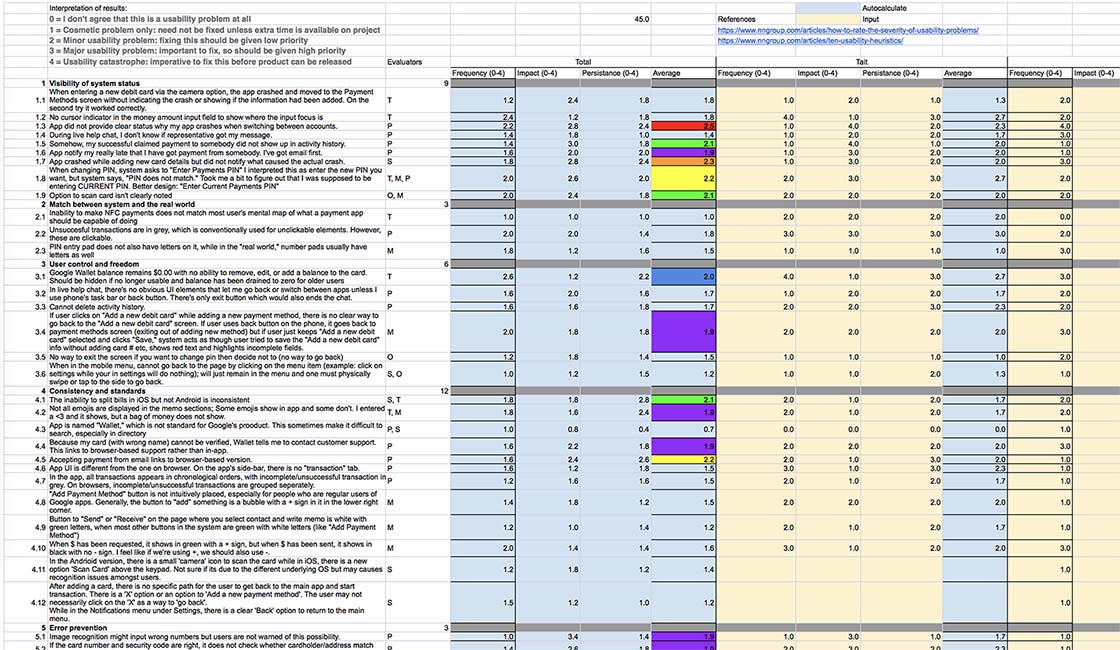 Interpretation of results:
Autocalculate
0 = I don't agree that this is a usability problem at all
45.0
References
Input
1 = Cosmetic problem only: need not be fixed unless extra time is available on project
https://www.nngroup.com/articles/how-to-rate-the-severity-of-usability-problems/
2 = Minor usability problem: fixing this should be given low priority
https://www.nngroup.com/articles/ten-usability-heuristics/
3 = Major usability problem: important to fix, so should be given high priority
4 = Usability catastrophe: imperative to fix this before product can be released
Evaluators
Total
Tait
Frequency (0-4) Impact (0-4) Persistance (0-4) Average Frequency (0-4) Impact (0-4) Persistance (0-4) Average Frequency (0-4) Impact (0-4)
1 Visibility of system status 9
When entering a new debit card via the camera option, the app crashed and moved to the Payment
Methods screen without indicating the crash or showing if the information had been added. On the
second try it worked correctly.
1.1 T 1.2 2.4 1.8 1.8 1.0 2.0 1.0 1.3 2.0
1.2 No cursor indicator in the money amount input field to show where the input focus is T 2.4 1.2 1.8 1.8 4.0 1.0 3.0 2.7 2.0
1.3 App did not provide clear status why my app crashes when switching between accounts. P 2.2 2.8 2.4 2.5 1.0 4.0 2.0 2.3 4.0
1.4 During live help chat, I don't know if representative got my message. P 1.4 1.8 1.0 1.4 1.0 2.0 2.0 1.7 3.0
1.5 Somehow, my successful claimed payment to somebody did not show up in activity history. P 1.4 3.0 1.8 2.1 1.0 4.0 1.0 2.0 1.0
1.6 App notify my really late that I have got payment from somebody. I've got email first. P 1.6 2.0 2.0 1.9 1.0 3.0 2.0 2.0 1.0
1.7 App crashed while adding new card details but did not notify what caused the actual crash. S 1.8 2.8 2.4 2.3 1.0 4.0 1.0 2.0 3.0
When changing PIN, system asks to "Enter Payments PIN" I interpreted this as enter the new PIN you
want, but system says, "PIN does not match." Took me a bit to figure out that I was supposed to be
entering CURRENT PIN. Better design: "Enter Current Payments PIN"
1.8 T, M, P 2.0 2.6 2.0 2.2 2.0 3.0 3.0 2.7 2.0
1.9 Option to scan card isn't clearly noted O, M 2.0 2.4 1.8 2.1 1.0 3.0 2.0 2.0 2.0
2 Match between system and the real world 3
Inability to make NFC payments does not match most user's mental map of what a payment app
should be capable of doing
2.1 T 1.0 1.0 1.0 1.0 2.0 2.0 2.0 2.0 0.0
Unsuccesful transactions are in grey, which is conventionally used for unclickable elements. However,
these are clickable.
2.2 P 2.0 2.0 1.4 1.8 3.0 3.0 3.0 3.0 2.0
PIN entry pad does not also have letters on it, while in the "real world," number pads usually have
letters as well
2.3 M 1.8 1.2 1.6 1.5 3.0 3.0 3.0 3.0 1.0
3 User control and freedom 6
Google Wallet balance remains $0.00 with no ability to remove, edit, or add a balance to the card.
Should be hidden if no longer usable and balance has been drained to zero for older users
3.1 T 2.6 1.2 2.2 2.0 4.0 1.0 3.0 2.7 3.0
In live help chat, there's no obvious UI elements that let me go back or switch between apps unless I
use phone's task bar or back button. There's only exit button which would also ends the chat.
3.2 P 1.6 2.0 1.6 1.7 1.0 2.0 2.0 1.7 3.0
3.3 Cannot delete activity history. P 1.6 1.6 1.8 1.7 3.0 1.0 3.0 2.3 1.0
If user clicks on "Add a new debit card" while adding a new payment method, there is no clear way to
go back to the "Add a new debit card" screen. If user uses back button on the phone, it goes back to
payment methods screen (exiting out of adding new method) but if user just keeps "Add a new debit
card" selected and clicks "Save," system acts as though user tried to save the "Add a new debit card"
info without adding card # etc, shows red text and highlights incomplete fields.
3.4 M 2.0 1.8 1.8 1.9 2.0 2.0 2.0 2.0 3.0
3.5 No way to exit the screen if you want to change pin then decide not to (no way to go back) O 1.2 1.8 1.4 1.5 1.0 1.0 1.0 1.0 2.0
When in the mobile menu, cannot go back to the page by clicking on the menu item (example: click on
settings while your in settings will do nothing); will just remain in the menu and one must physically
swipe or tap to the side to go back.
3.6 S, O 1.0 1.2 1.5 1.2 1.0 1.0 2.0 1.3 1.0
4 Consistency and standards 12
4.1 The inability to split bills in iOS but not Android is inconsistent S, T 1.8 1.8 2.8 2.1 2.0 1.0 2.0 1.7 2.0
Not all emojis are displayed in the memo sections; Some emojis show in app and some don't. I entered
a <3 and it shows, but a bag of money does not show.
4.2 T, M 1.8 1.6 2.4 1.9 2.0 1.0 2.0 1.7 1.0
App is named "Wallet," which is not standard for Google's product. This sometimes make it difficult to
search, especially in directory
4.3 P, S 1.0 0.8 0.4 0.7 0.0 0.0 0.0 0.0 1.0
Because my card (with wrong name) cannot be verified, Wallet tells me to contact customer support.
This links to browser-based support rather than in-app.
4.4 P 1.6 2.2 1.8 1.9 2.0 2.0 2.0 2.0 3.0
4.5 Accepting payment from email links to browser-based version. P 1.6 2.4 2.6 2.2 2.0 1.0 3.0 2.0 1.0
4.6 App UI is different from the one on browser. On the app's side-bar, there is no "transaction" tab. P 1.6 1.2 1.8 1.5 3.0 1.0 3.0 2.3 1.0
In the app, all transactions appears in chronological orders, with incomplete/unsuccessful transaction in
grey. On browsers, incomplete/unsuccessful transactions are grouped seperately.
4.7 P 1.2 1.6 1.6 1.5 2.0 1.0 2.0 1.7 1.0
"Add Payment Method" button is not intuitively placed, especially for people who are regular users of
Google apps. Generally, the button to "add" something is a bubble with a + sign in it in the lower right
corner.
4.8 M 1.4 1.8 1.2 1.5 2.0 2.0 2.0 2.0 1.0
Button to "Send" or "Receive" on the page where you select contact and write memo is white with
green letters, when most other buttons in the system are green with white letters (like "Add Payment
Method")
4.9 M 1.2 1.0 1.4 1.2 2.0 1.0 2.0 1.7 1.0
When $ has been requested, it shows in green with a + sign, but when $ has been sent, it shows in
black with no - sign. I feel like if we're using +, we should also use -.
4.10 M 2.0 1.4 1.4 1.6 3.0 1.0 2.0 2.0 3.0
In the Andrioid version, there is a small 'camera' icon to scan the card while in iOS, there is a new
option 'Scan Card' above the keypad. Not sure if its due to the different underlying OS but may causes
recognition issues amongst users.
4.11 S 1.2 1.8 1.2 1.4 1.0
After adding a card, there is no specific path for the user to get back to the main app and start
transaction. There is a 'X' option or an option to 'Add a new payment method'. The user may not
necessarily click on the 'X' as a way to 'go back'.
While in the Notifications menu under Settings, there is a clear 'Back' option to return to the main
menu.
4.12 S 1.5 1.2 1.0 1.2 1.0
5 Error prevention 3
5.1 Image recognition might input wrong numbers but users are not warned of this possibility. P 1.0 3.4 1.4 1.9 1.0 3.0 1.0 1.7 1.0
If the card number and security code are right, it does not check whether cardholder/address match
5.2 P 1.4 2.6 1.8 1.9 2.0 3.0 2.0 2.3 1.0